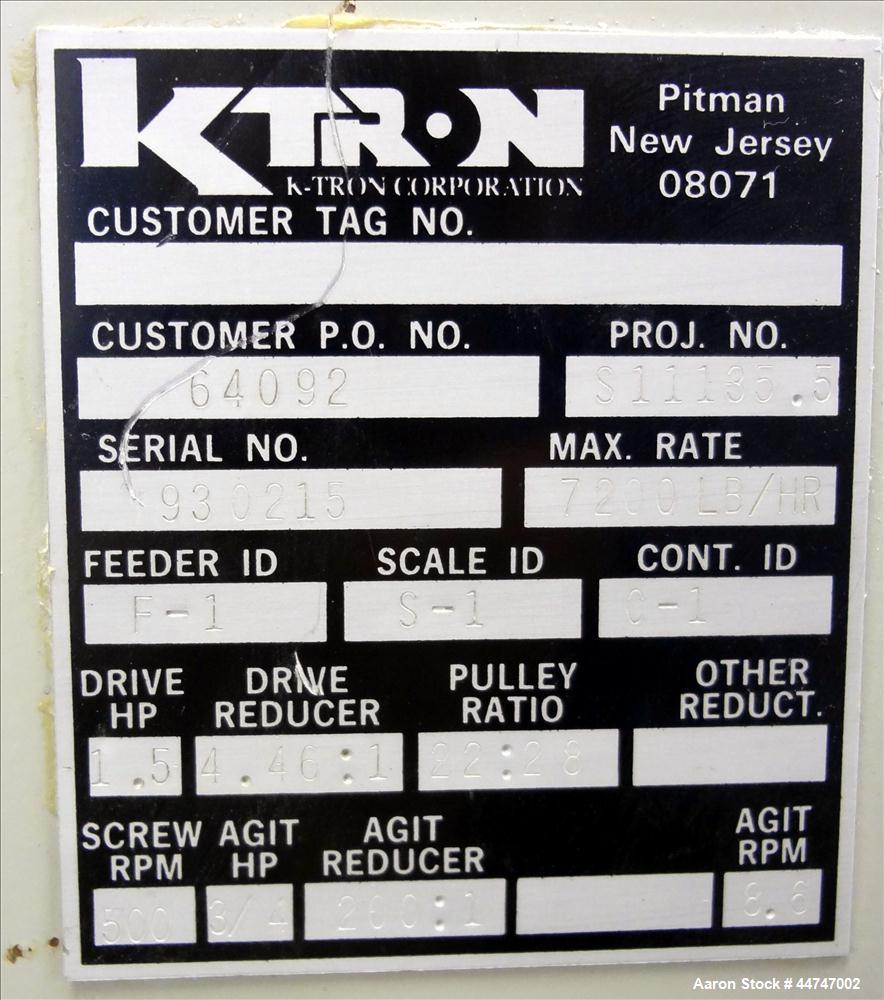 KTRON
K-TRON CORPORATION
Pitman
New Jersey
08071
CUSTOMER TAG NO.
CUSTOMER P.O. NO. PROJ. NO.
64092 S11135.5
SERIAL NO. MAX. RATE
930215 7200 LB/HR
FEEDER ID SCALE ID CONT. ID
F-1 S-1 C-1
DRIVE HP DRIVE REDUCER PULLEY RATIO OTHER REDUCT.
1.5 4.46:1 22:28
SCREW RPM AGIT HP AGIT REDUCER AGIT RPM
500 3/4 200:1 8.6
Aaron Stock # 44747002